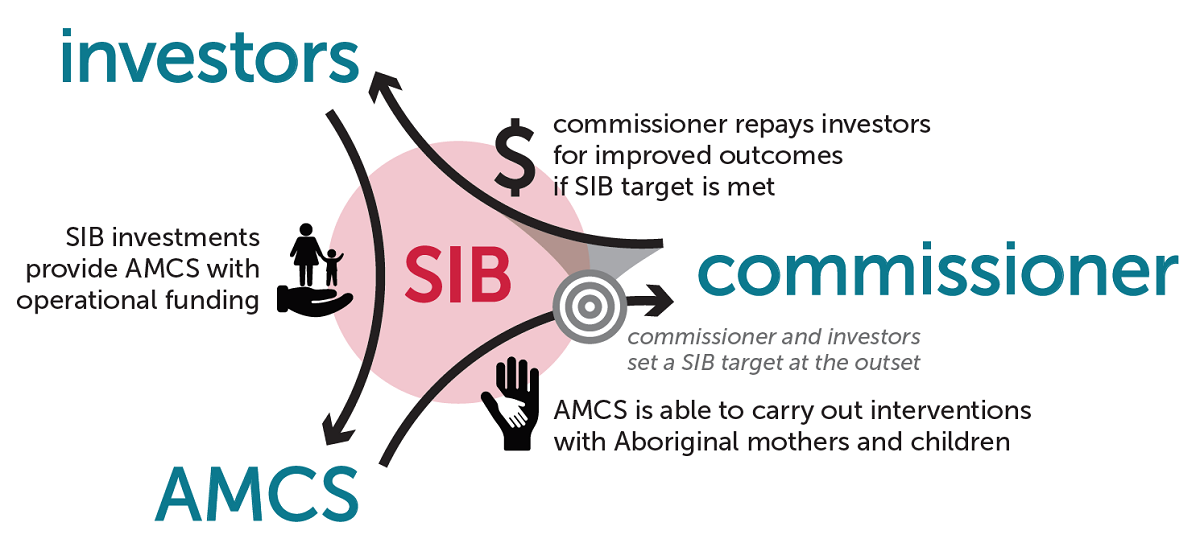 investors
$
commissioner repays investors
for improved outcomes
if SIB target is met
SIB investments
provide AMCS with
operational funding
SIB
commissioner
commissioner and investors
set a SIB target at the outset
AMCS is able to carry out interventions
with Aboriginal mothers and children
AMCS